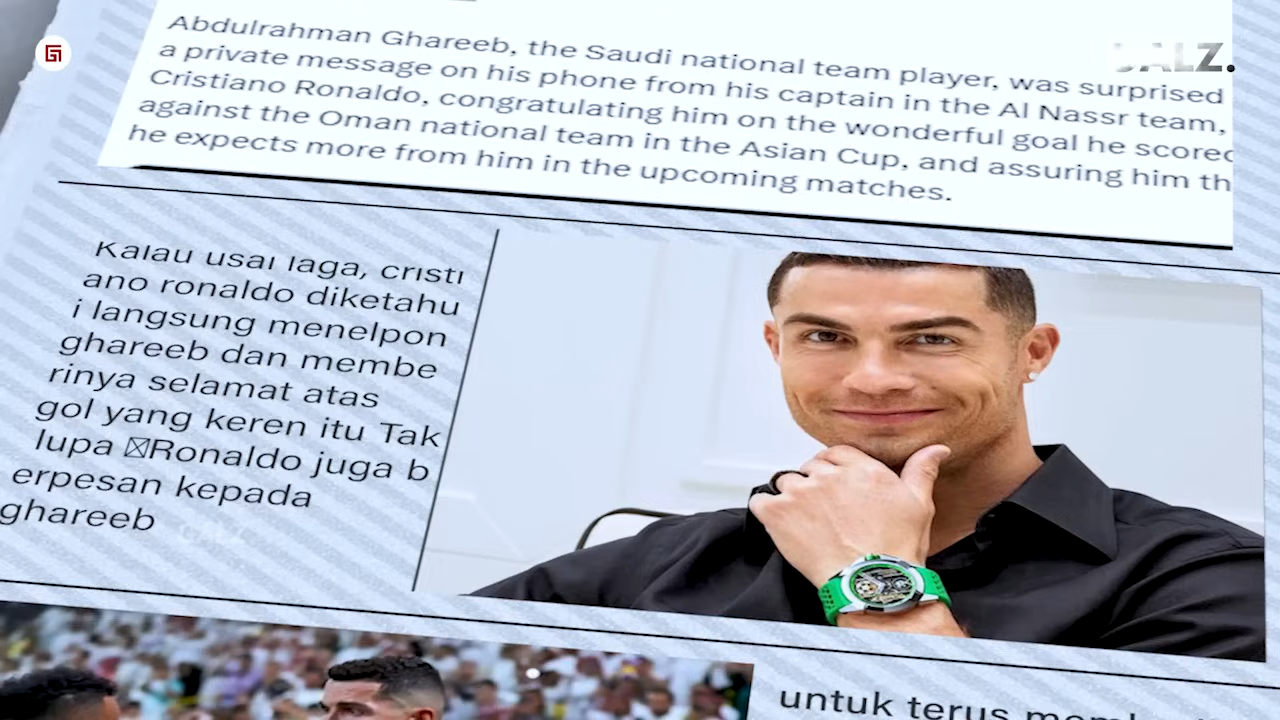 GALZ.
Abdulrahman Ghareeb, the Saudi national team player, was surprised
a private message on his phone from his captain in the Al Nassr team,
Cristiano Ronaldo, congratulating him on the wonderful goal he scored
against the Oman national team in the Asian Cup, and assuring him th
he expects more from him in the upcoming matches.
Kalau usai laga, cristi
ano ronaldo diketahu
i langsung menelpon
ghareeb dan membe
rinya selamat atas
gol yang keren itu Tak
lupa Ronaldo juga b
erpesan kepada
ghareeb
GALZ
untuk terus